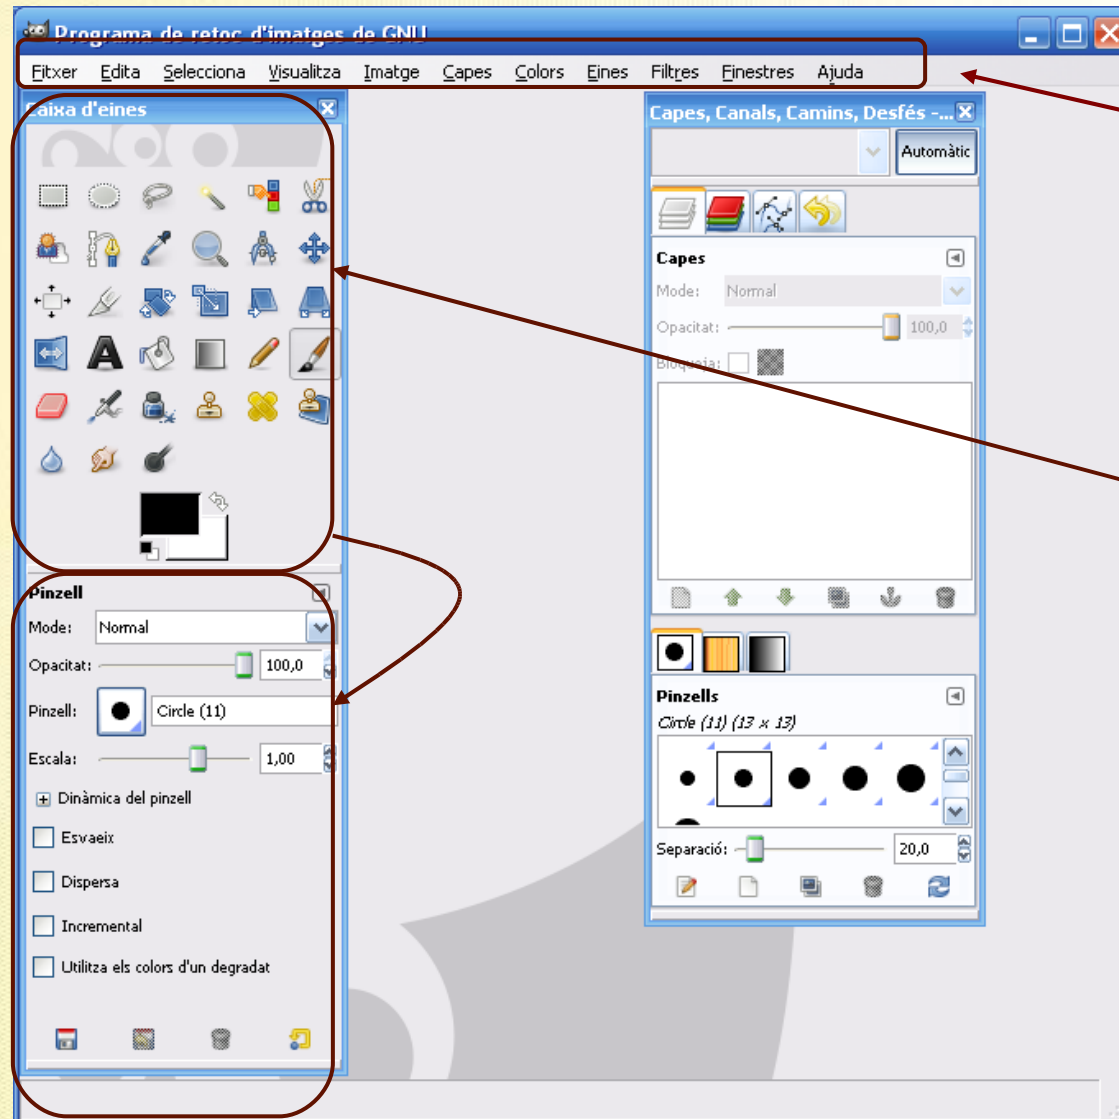 Programa de retoc d'imatges de GNU
Fitxer Edita Selecciona Visualitza Imatge Capes Colors Eines Filtres Finestres Ajuda
Caixa d'eines
Pinzell
Mode: Normal
Opacitat: 100,0
Pinzell: Circle (11)
Escala: 1,00
Dinàmica del pinzell
Esvaeix
Dispersa
Incremental
Utilitza els colors d'un degradat
Capes, Canals, Camins, Desfés -...
Automàtic
Capes
Mode: Normal
Opacitat: 100,0
Bloqueja:
Pinzells
Circle (11) (13 x 13)
Separació: 20,0